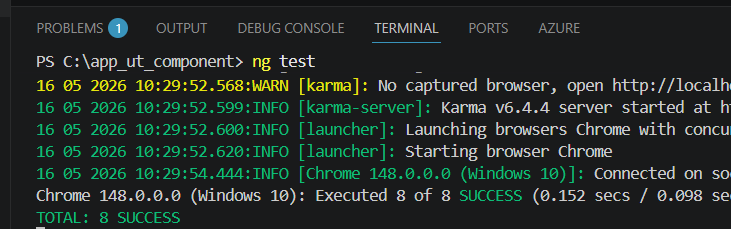 PROBLEMS 1 OUTPUT DEBUG CONSOLE TERMINAL PORTS AZURE
PS C:\app_ut_component> ng test
16 05 2026 10:29:52.568:WARN [karma]: No captured browser, open http://localh
16 05 2026 10:29:52.599:INFO [karma-server]: Karma v6.4.4 server started at h
16 05 2026 10:29:52.600:INFO [launcher]: Launching browsers Chrome with concu
16 05 2026 10:29:52.620:INFO [launcher]: Starting browser Chrome
16 05 2026 10:29:54.444:INFO [Chrome 148.0.0.0 (Windows 10)]: Connected on so
Chrome 148.0.0.0 (Windows 10): Executed 8 of 8 SUCCESS (0.152 secs / 0.098 se
TOTAL: 8 SUCCESS